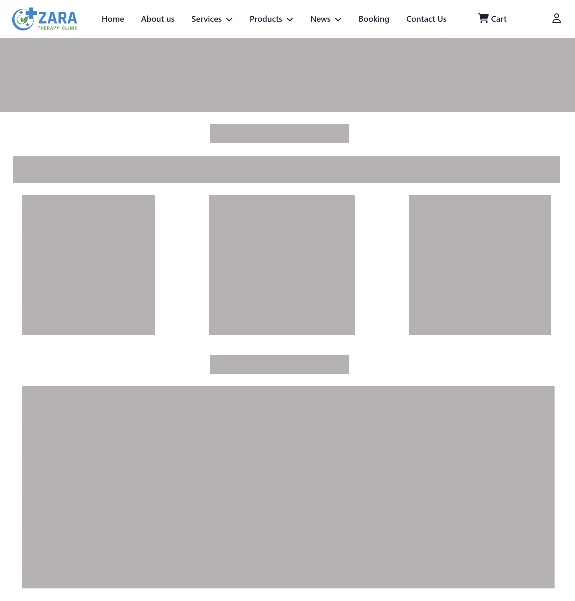 ZARA
THERAPY CLINIC
Home
About us
Services
Products
News
Booking
Contact Us
Cart